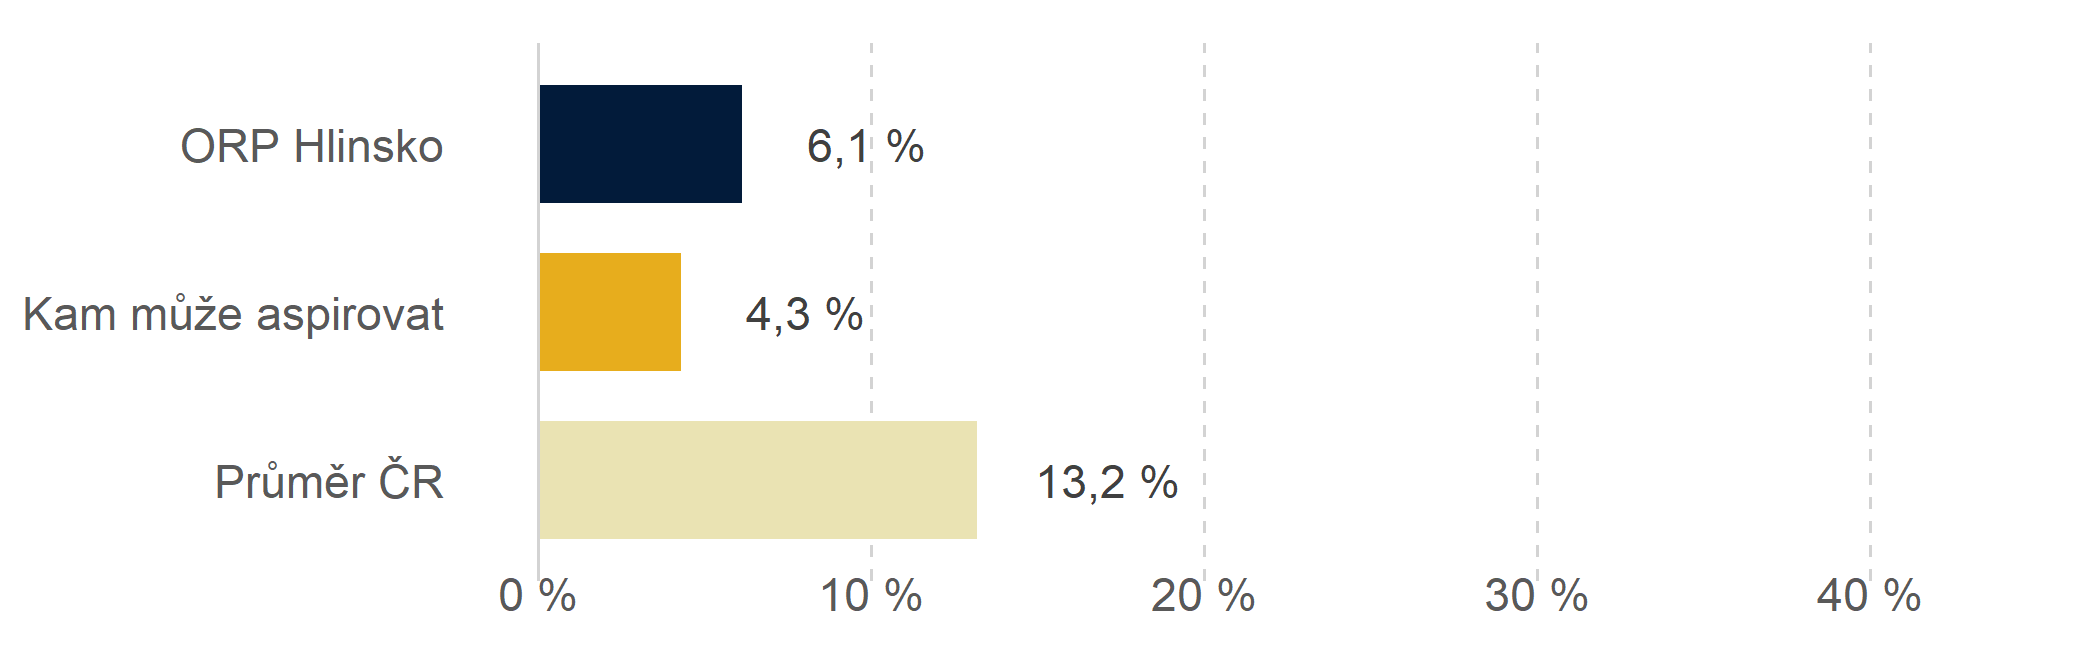 ORP Hlinsko
6,1 %
Kam může aspirovat
4,3 %
Průměr ČR
13,2 %
0 %
10 %
20 %
30 %
40 %